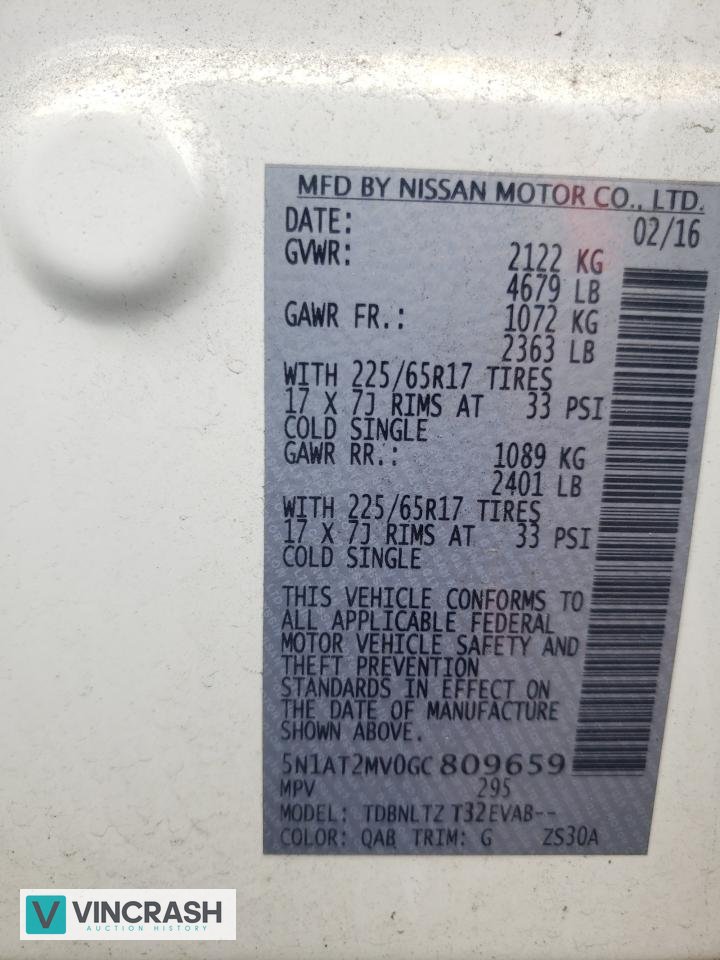 MFD BY NISSAN MOTOR CO., LTD.
DATE: 02/16
GVWR: 2122 KG
4679 LB
GAWR FR.: 1072 KG
2363 LB
WITH 225/65R17 TIRES
17 X 7J RIMS AT 33 PSI
COLD SINGLE
GAWR RR.: 1089 KG
2401 LB
WITH 225/65R17 TIRES
17 X 7J RIMS AT 33 PSI
COLD SINGLE
THIS VEHICLE CONFORMS TO
ALL APPLICABLE FEDERAL
MOTOR VEHICLE SAFETY AND
THEFT PREVENTION
STANDARDS IN EFFECT ON
THE DATE OF MANUFACTURE
SHOWN ABOVE.
5N1AT2MV0GC 809659
MPV 295
MODEL: TDBNLTZ T32EVAB--
COLOR: QAB TRIM: G ZS30A
V VINCRASH
AUCTION HISTORY